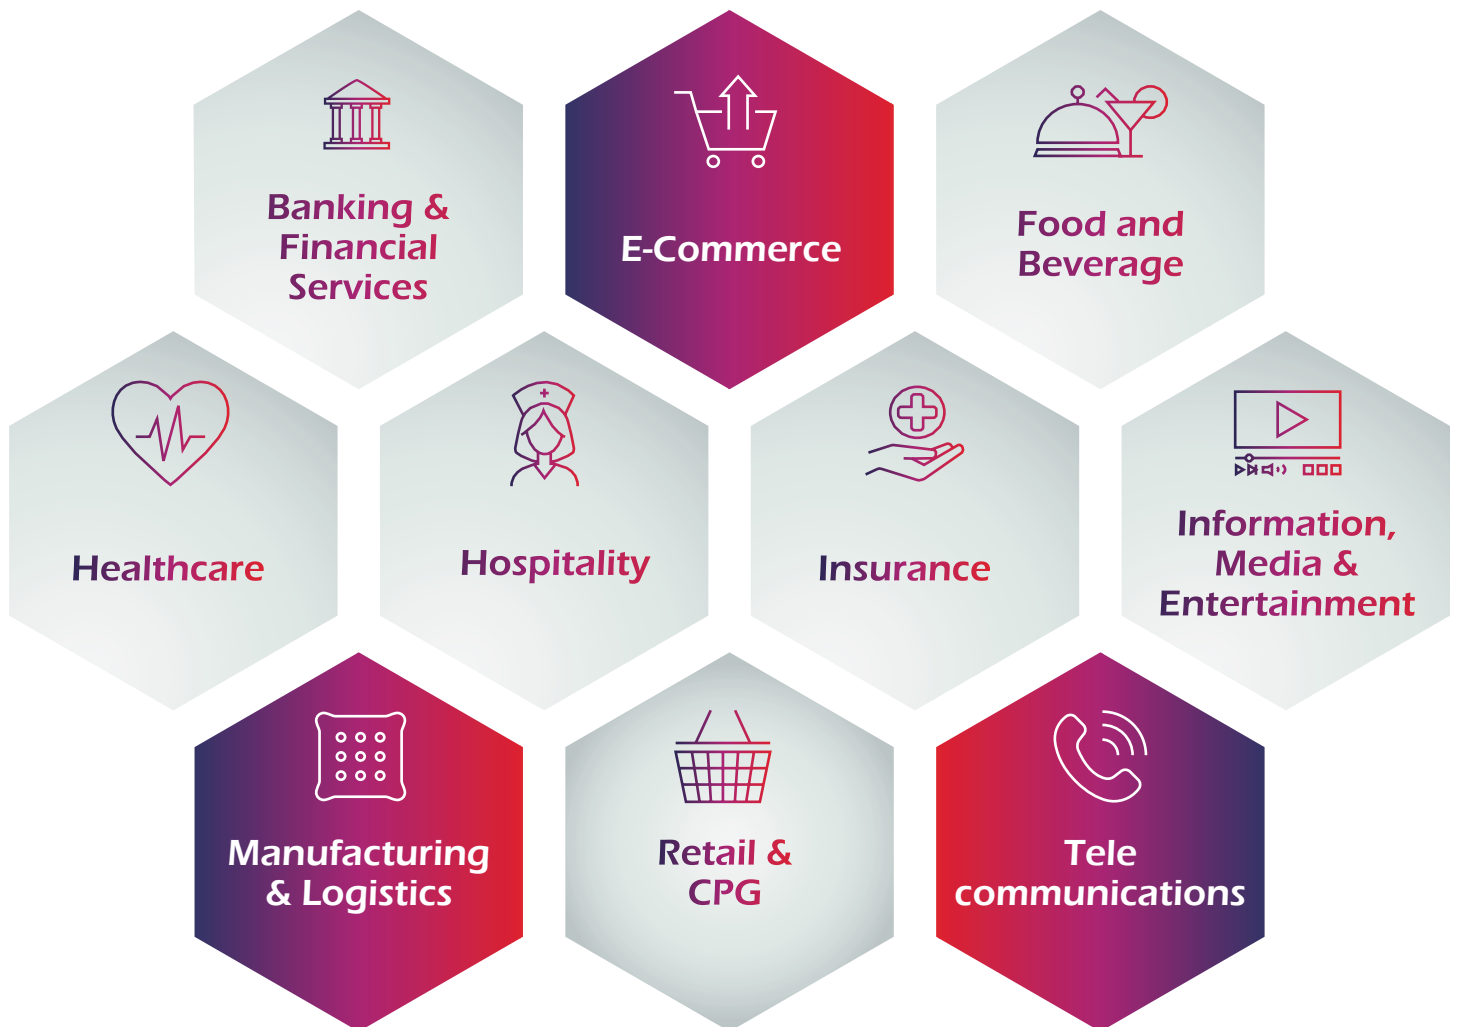 Banking &
Financial
Services
E-Commerce
Food and
Beverage
Healthcare
Hospitality
Insurance
Information,
Media &
Entertainment
Manufacturing
& Logistics
Retail &
CPG
Tele
communications